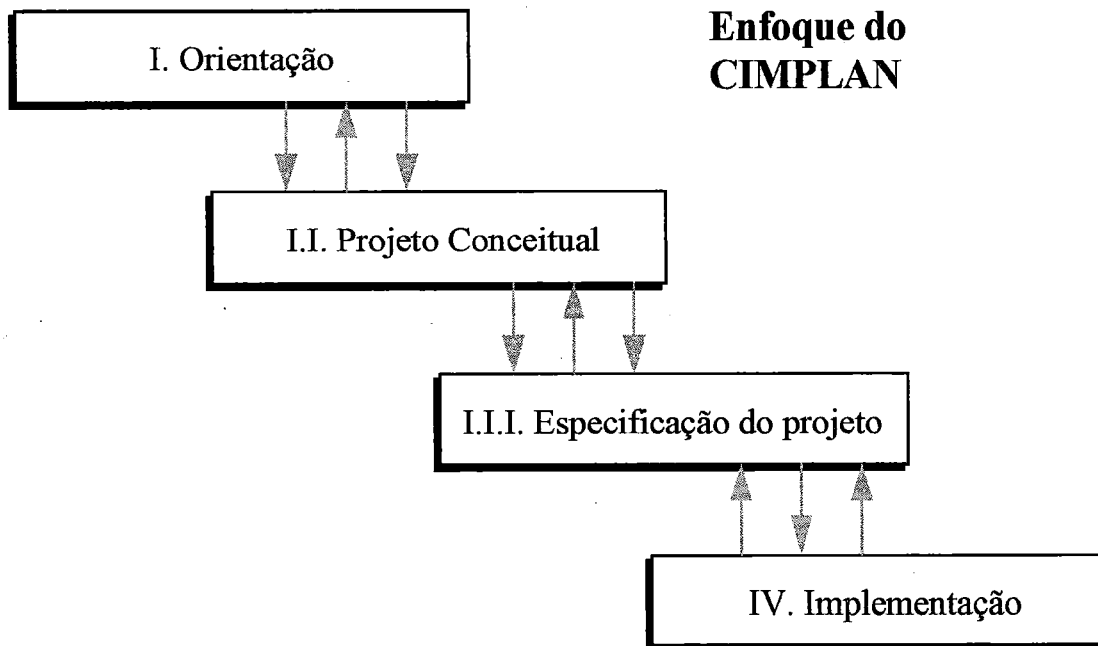 Enfoque do
CIMPLAN
I. Orientação
I.I. Projeto Conceitual
I.I.I. Especificação do projeto
IV. Implementação